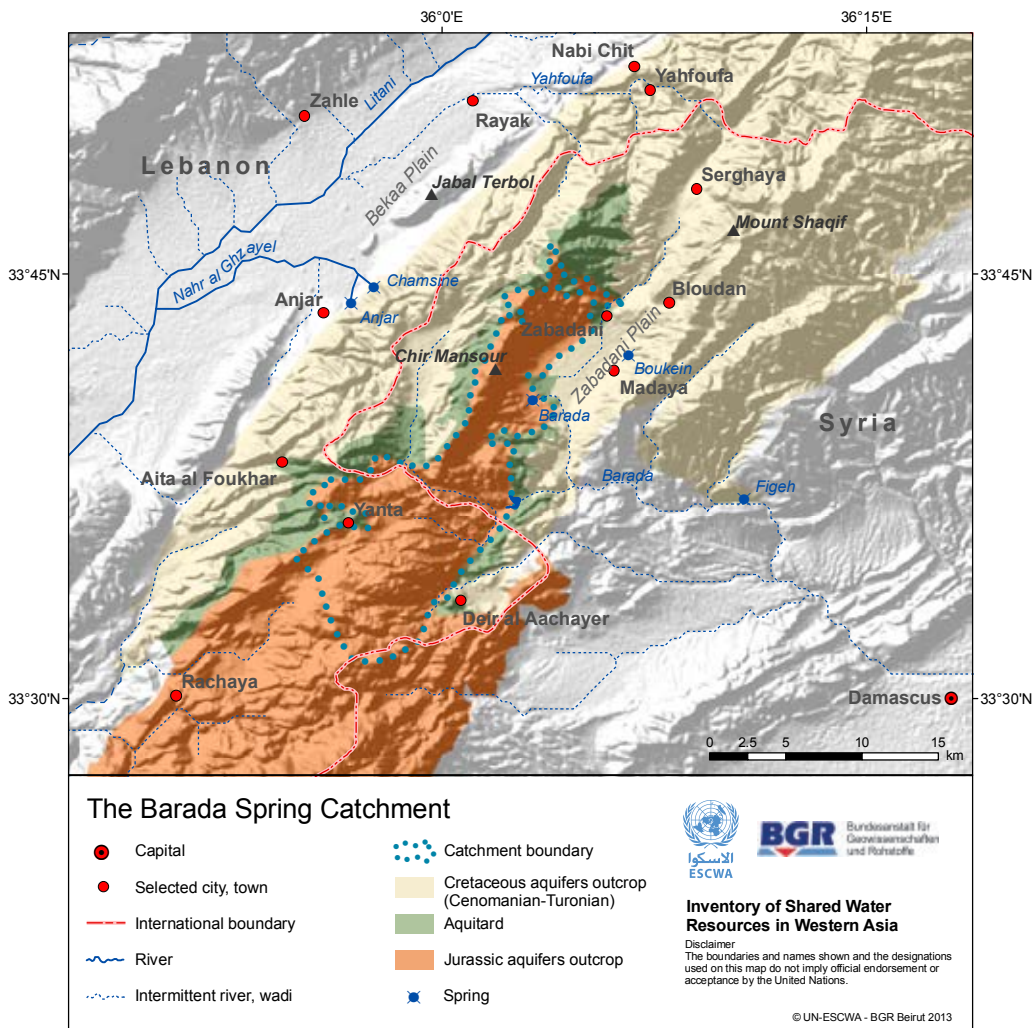 36°0'E
36°15'E
Nabi Chit
Yahfoufa
Yahfoufa
Zahle
Litani
Rayak
Lebanon
Bekaa Plain
Jabal Terbol
Serghaya
Mount Shaqif
33°45'N
33°45'N
Nahr al Ghzayel
Chamsine
Anjar
Anjar
Bloudan
Zabadani
Zabadani Plain
Chir Mansour
Boukein
Madaya
Barada
Syria
Aita al Foukhar
Barada
Figeh
Yanta
Deir al Aachayer
Rachaya
33°30'N
Damascus
33°30'N
0 2.5 5 10 15
km
The Barada Spring Catchment
Capital
Selected city, town
International boundary
River
Intermittent river, wadi
Catchment boundary
Cretaceous aquifers outcrop
(Cenomanian-Turonian)
Aquitard
Jurassic aquifers outcrop
Spring
الاسكوا
ESCWA
BGR
Bundesanstalt für
Geowissenschaften
und Rohstoffe
Inventory of Shared Water
Resources in Western Asia
Disclaimer
The boundaries and names shown and the designations
used on this map do not imply official endorsement or
acceptance by the United Nations.
© UN-ESCWA - BGR Beirut 2013